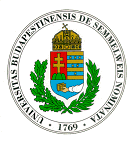 UNIVERSITAS BUDAPESTINENSIS DE SEMMELWEIS NOMINATA
• 1769 •